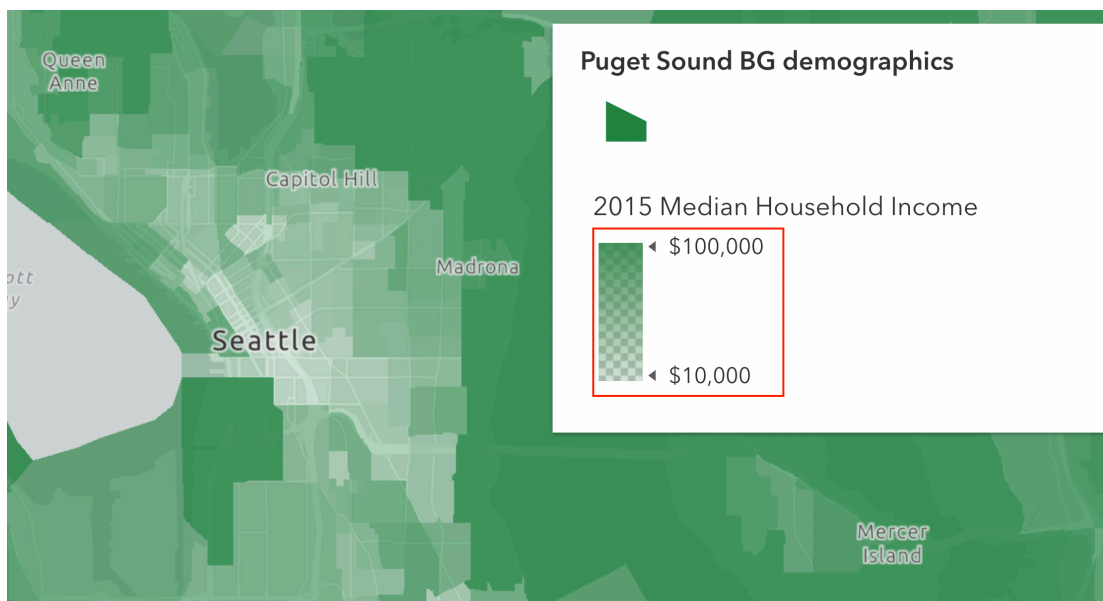 Queen
Anne
Capitol Hill
Madrona
Seattle
Mercer
Island
Puget Sound BG demographics
2015 Median Household Income
$100,000
$10,000